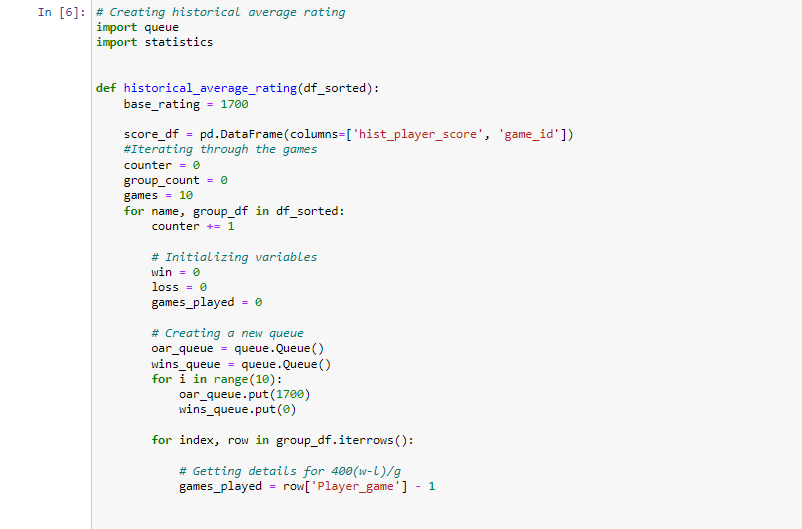 In [6]: # Creating historical average rating
import queue
import statistics
def historical_average_rating(df_sorted):
base_rating = 1700
score_df = pd.DataFrame(columns=['hist_player_score', 'game_id'])
#Iterating through the games
counter = 0
group_count = 0
games = 10
for name, group_df in df_sorted:
counter += 1
# Initializing variables
win = 0
loss = 0
games_played = 0
# Creating a new queue
oar_queue = queue.Queue()
wins_queue = queue.Queue()
for i in range(10):
oar_queue.put(1700)
wins_queue.put(0)
for index, row in group_df.iterrows():
# Getting details for 400(w-l)/g
games_played = row['Player_game'] - 1